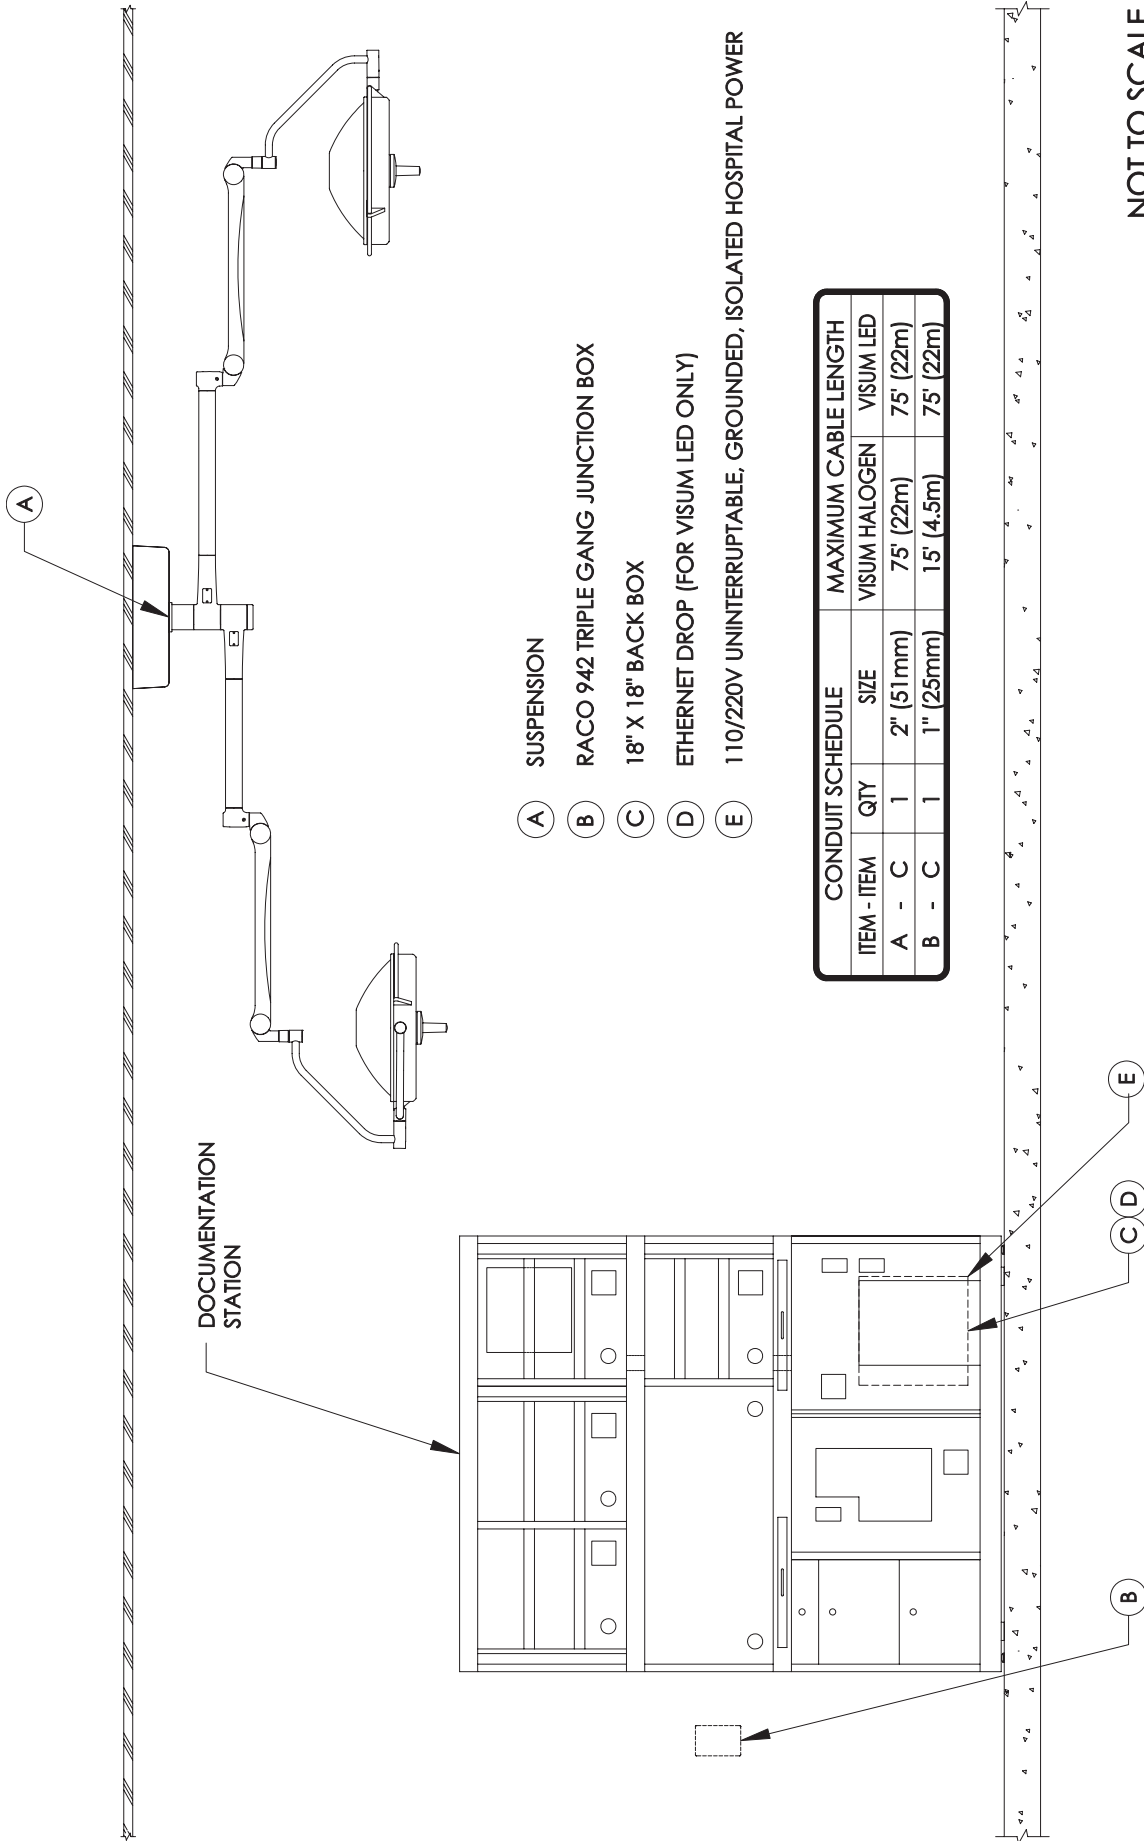 A
DOCUMENTATION
STATION
A SUSPENSION
B RACO 942 TRIPLE GANG JUNCTION BOX
C 18" X 18" BACK BOX
D ETHERNET DROP (FOR VISUM LED ONLY)
E 110/220V UNINTERRUPTABLE, GROUNDED, ISOLATED HOSPITAL POWER
CONDUIT SCHEDULE MAXIMUM CABLE LENGTH
ITEM - ITEM QTY SIZE VISUM HALOGEN VISUM LED
A - C 1 2" (51mm) 75' (22m) 75' (22m)
B - C 1 1" (25mm) 15' (4.5m) 75' (22m)
B
C D
E
NOT TO SCALE